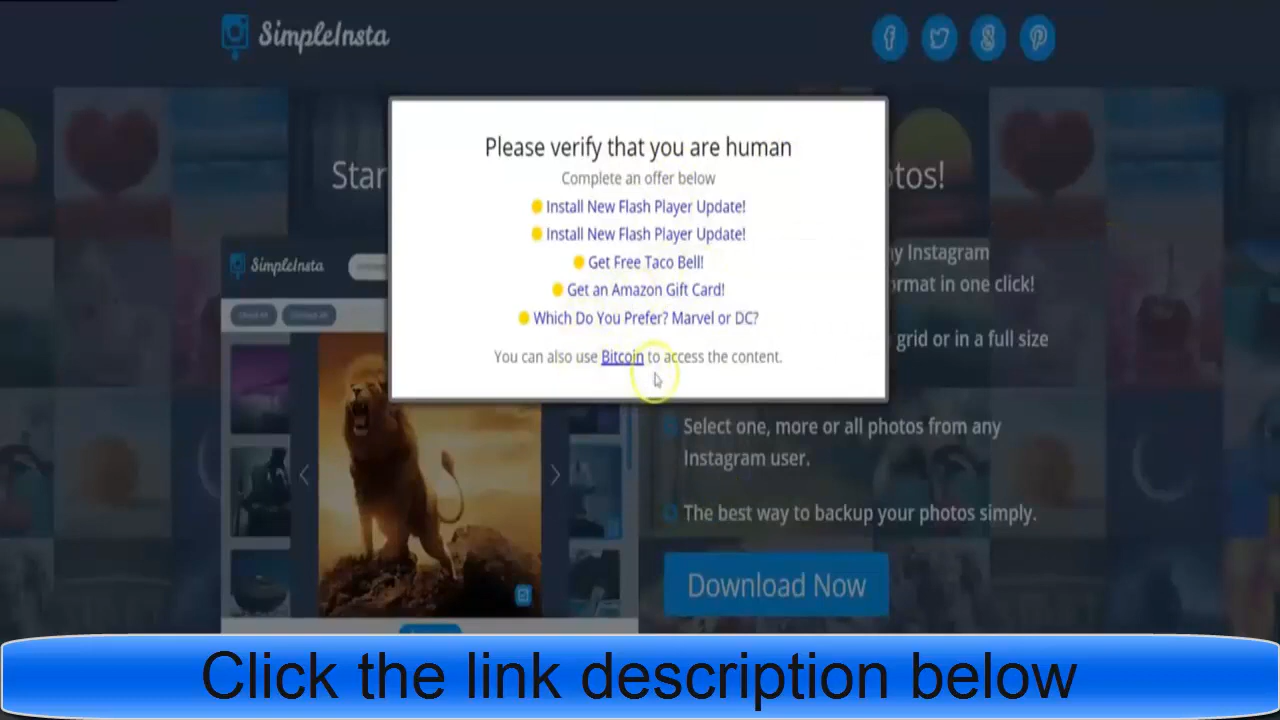 SimpleInsta
Please verify that you are human
Complete an offer below
Install New Flash Player Update!
Install New Flash Player Update!
Get Free Taco Bell!
Get an Amazon Gift Card!
Which Do You Prefer? Marvel or DC?
You can also use Bitcoin to access the content.
Star
otos!
SimpleInsta
ny Instagram
rmat in one click!
grid or in a full size
Select one, more or all photos from any
Instagram user.
The best way to backup your photos simply.
Download Now
Click the link description below